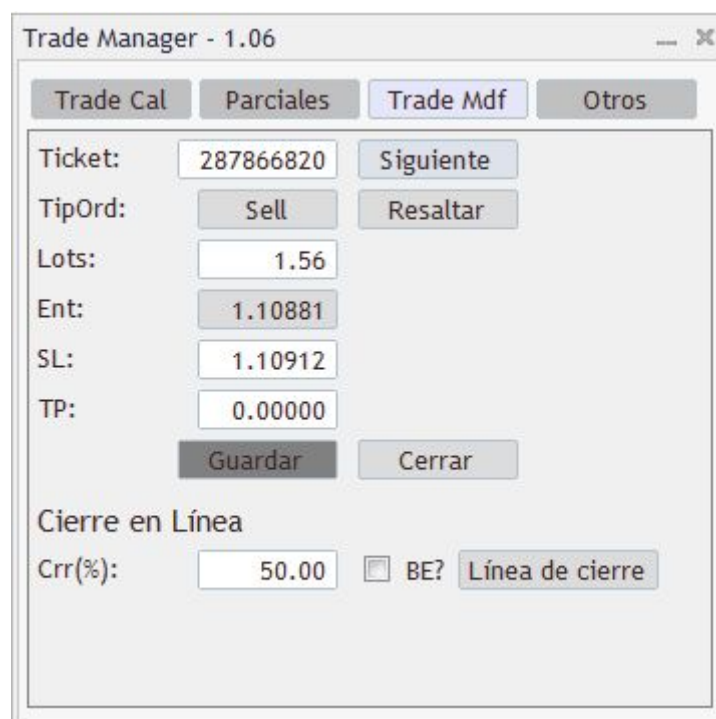 Trade Manager - 1.06
Trade Cal Parciales Trade Mdf Otros
Ticket: 287866820 Siguiente
TipOrd: Sell Resaltar
Lots: 1.56
Ent: 1.10881
SL: 1.10912
TP: 0.00000
Guardar Cerrar
Cierre en Línea
Crr(%): 50.00 BE? Línea de cierre